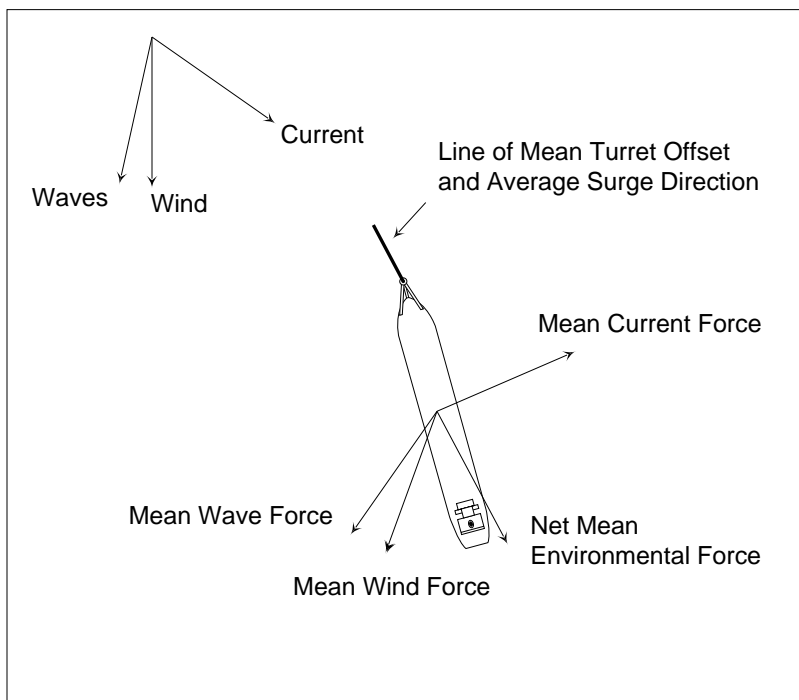 Current
Waves
Wind
Line of Mean Turret Offset
and Average Surge Direction
Mean Current Force
Mean Wave Force
Net Mean
Environmental Force
Mean Wind Force